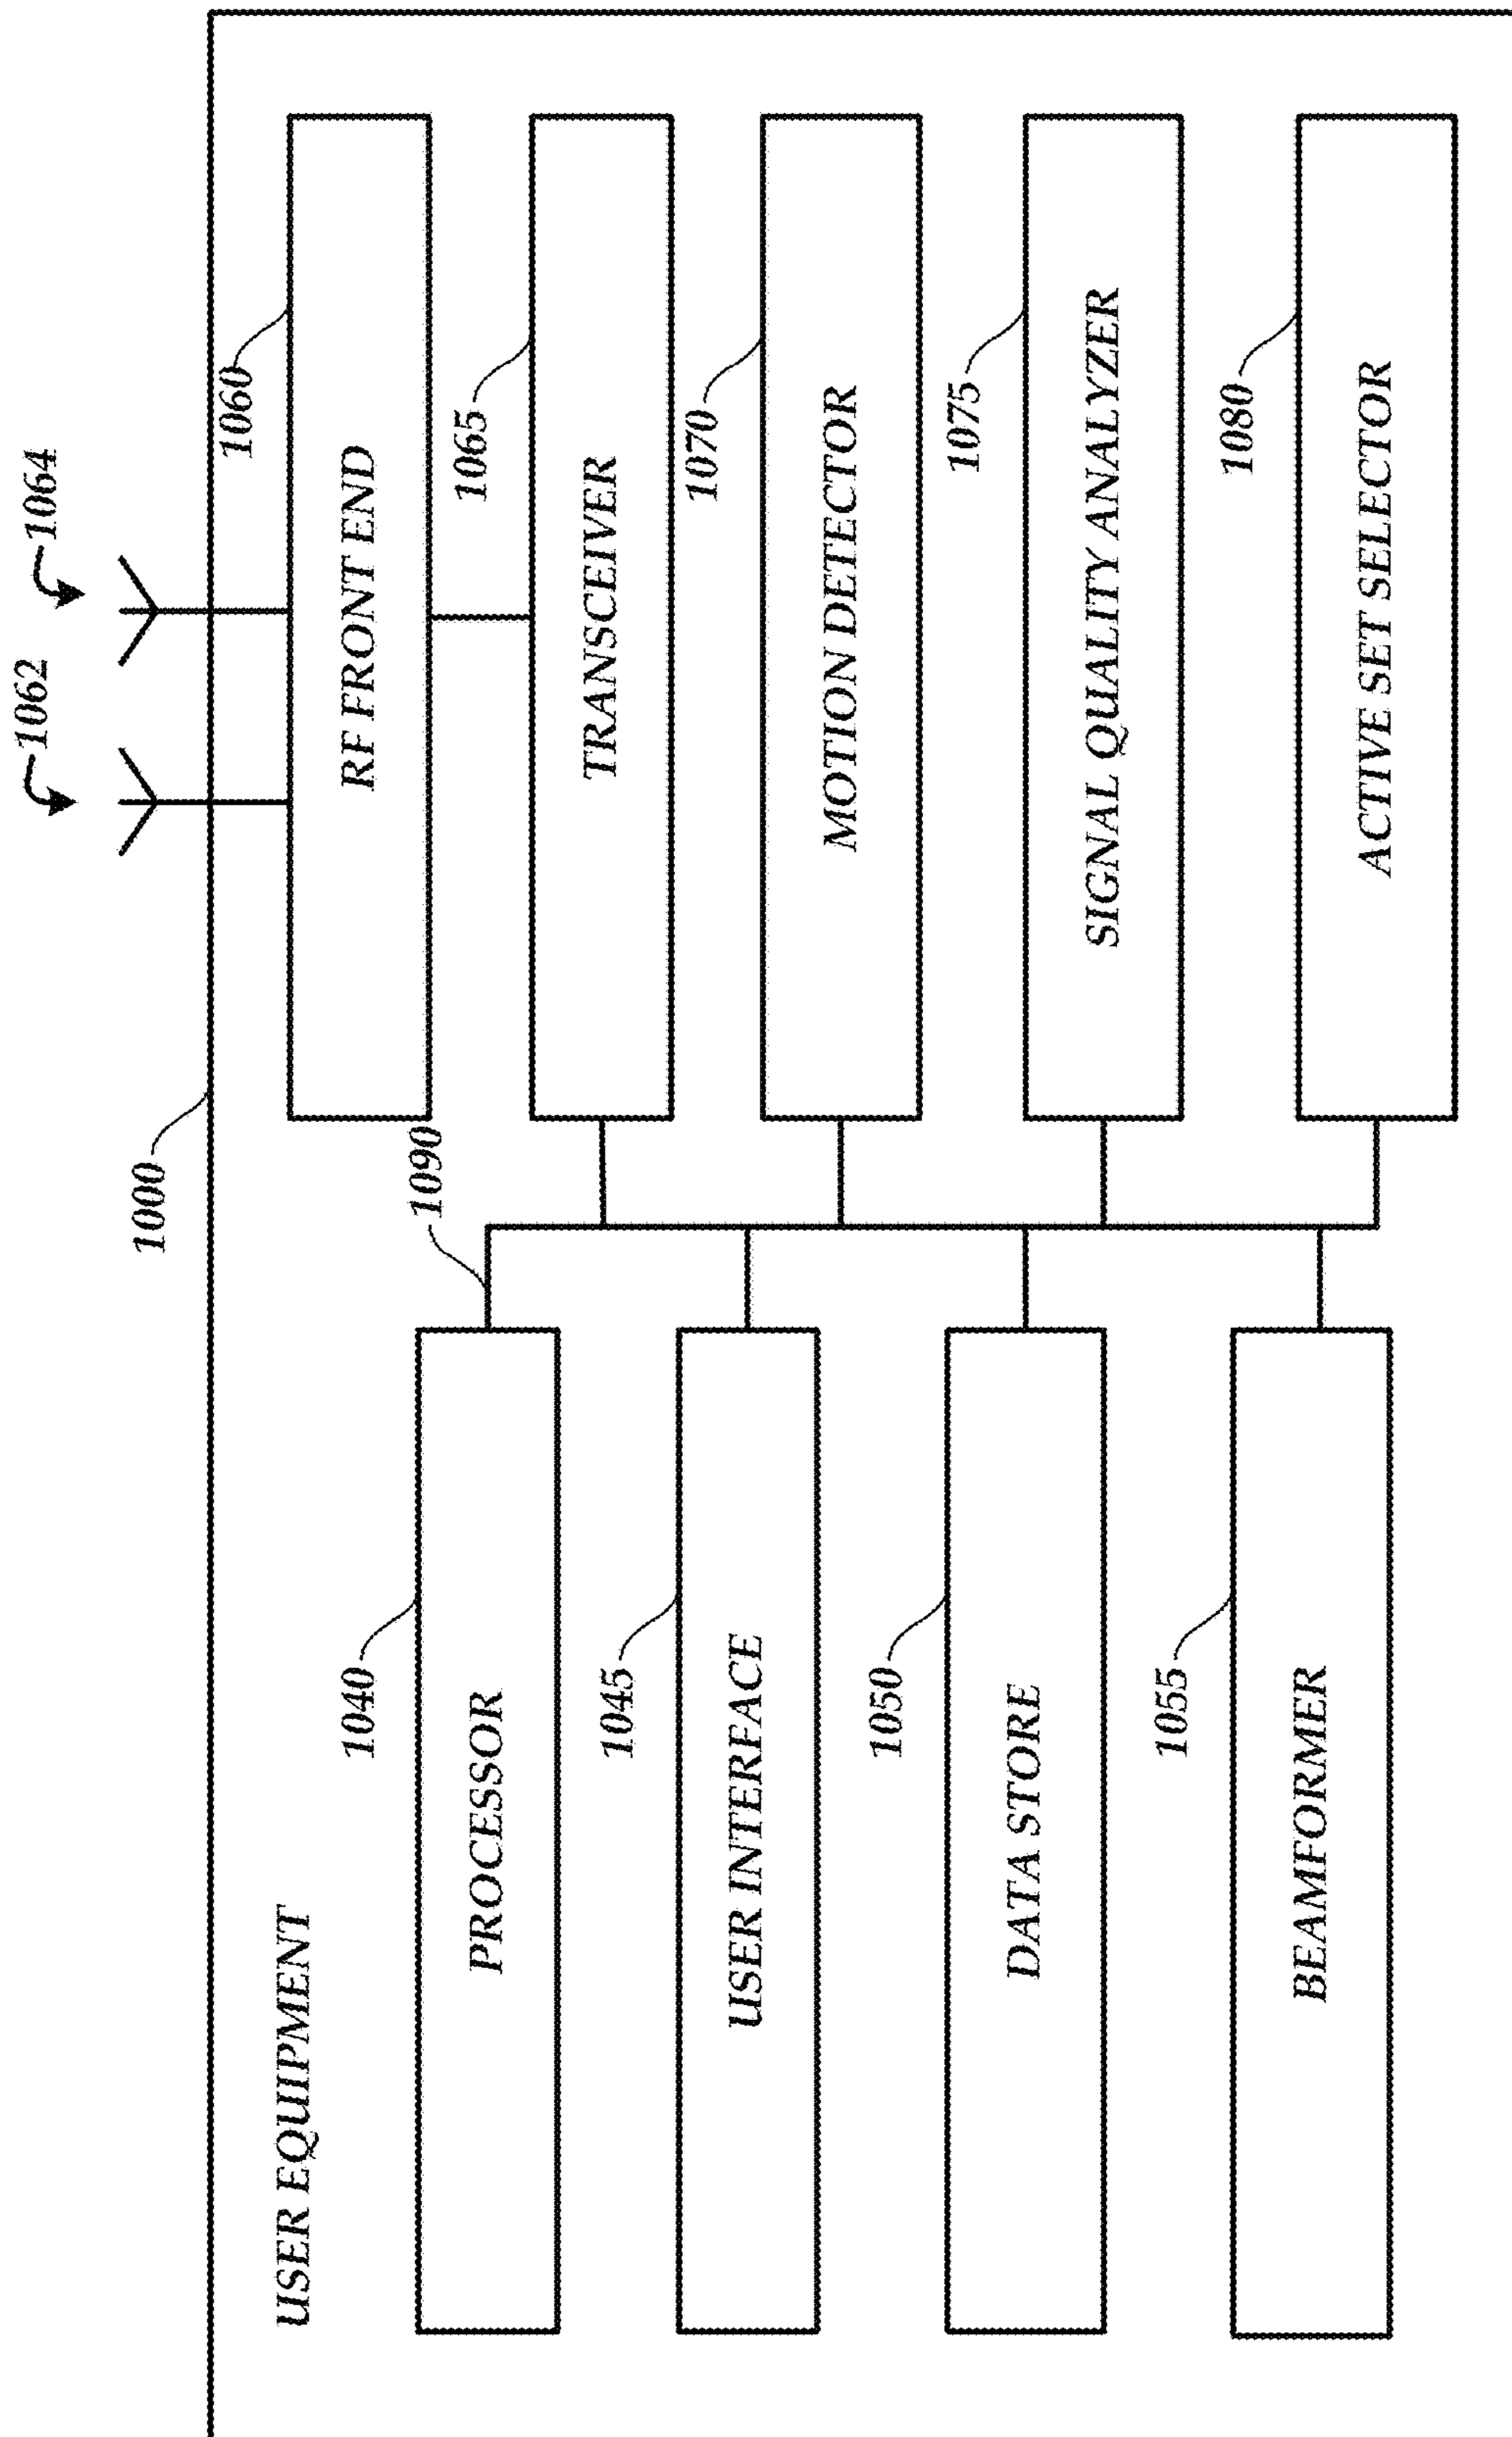 1062
1064
1000
USER EQUIPMENT
1060
RF FRONT END
1090
1040
PROCESSOR
1065
TRANSCEIVER
1045
USER INTERFACE
1070
MOTION DETECTOR
1050
DATA STORE
1075
SIGNAL QUALITY ANALYZER
1055
BEAMFORMER
1080
ACTIVE SET SELECTOR